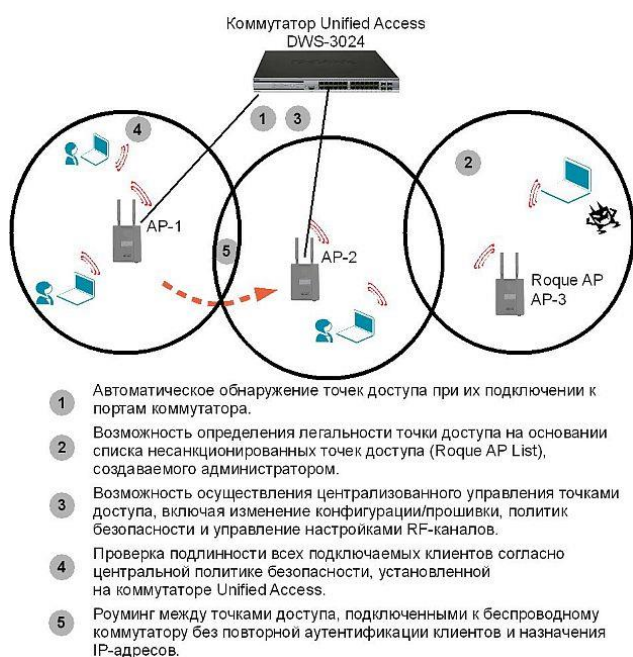 Коммутатор Unified Access
DWS-3024
1 3
4
2
AP-1
5
AP-2
Roque AP
AP-3
1 Автоматическое обнаружение точек доступа при их подключении к
портам коммутатора.
2 Возможность определения легальности точки доступа на основании
списка несанкционированных точек доступа (Roque AP List),
создаваемого администратором.
3 Возможность осуществления централизованного управления точками
доступа, включая изменение конфигурации/прошивки, политик
безопасности и управление настройками RF-каналов.
4 Проверка подлинности всех подключаемых клиентов согласно
центральной политике безопасности, установленной
на коммутаторе Unified Access.
5 Роуминг между точками доступа, подключенными к беспроводному
коммутатору без повторной аутентификации клиентов и назначения
IP-адресов.